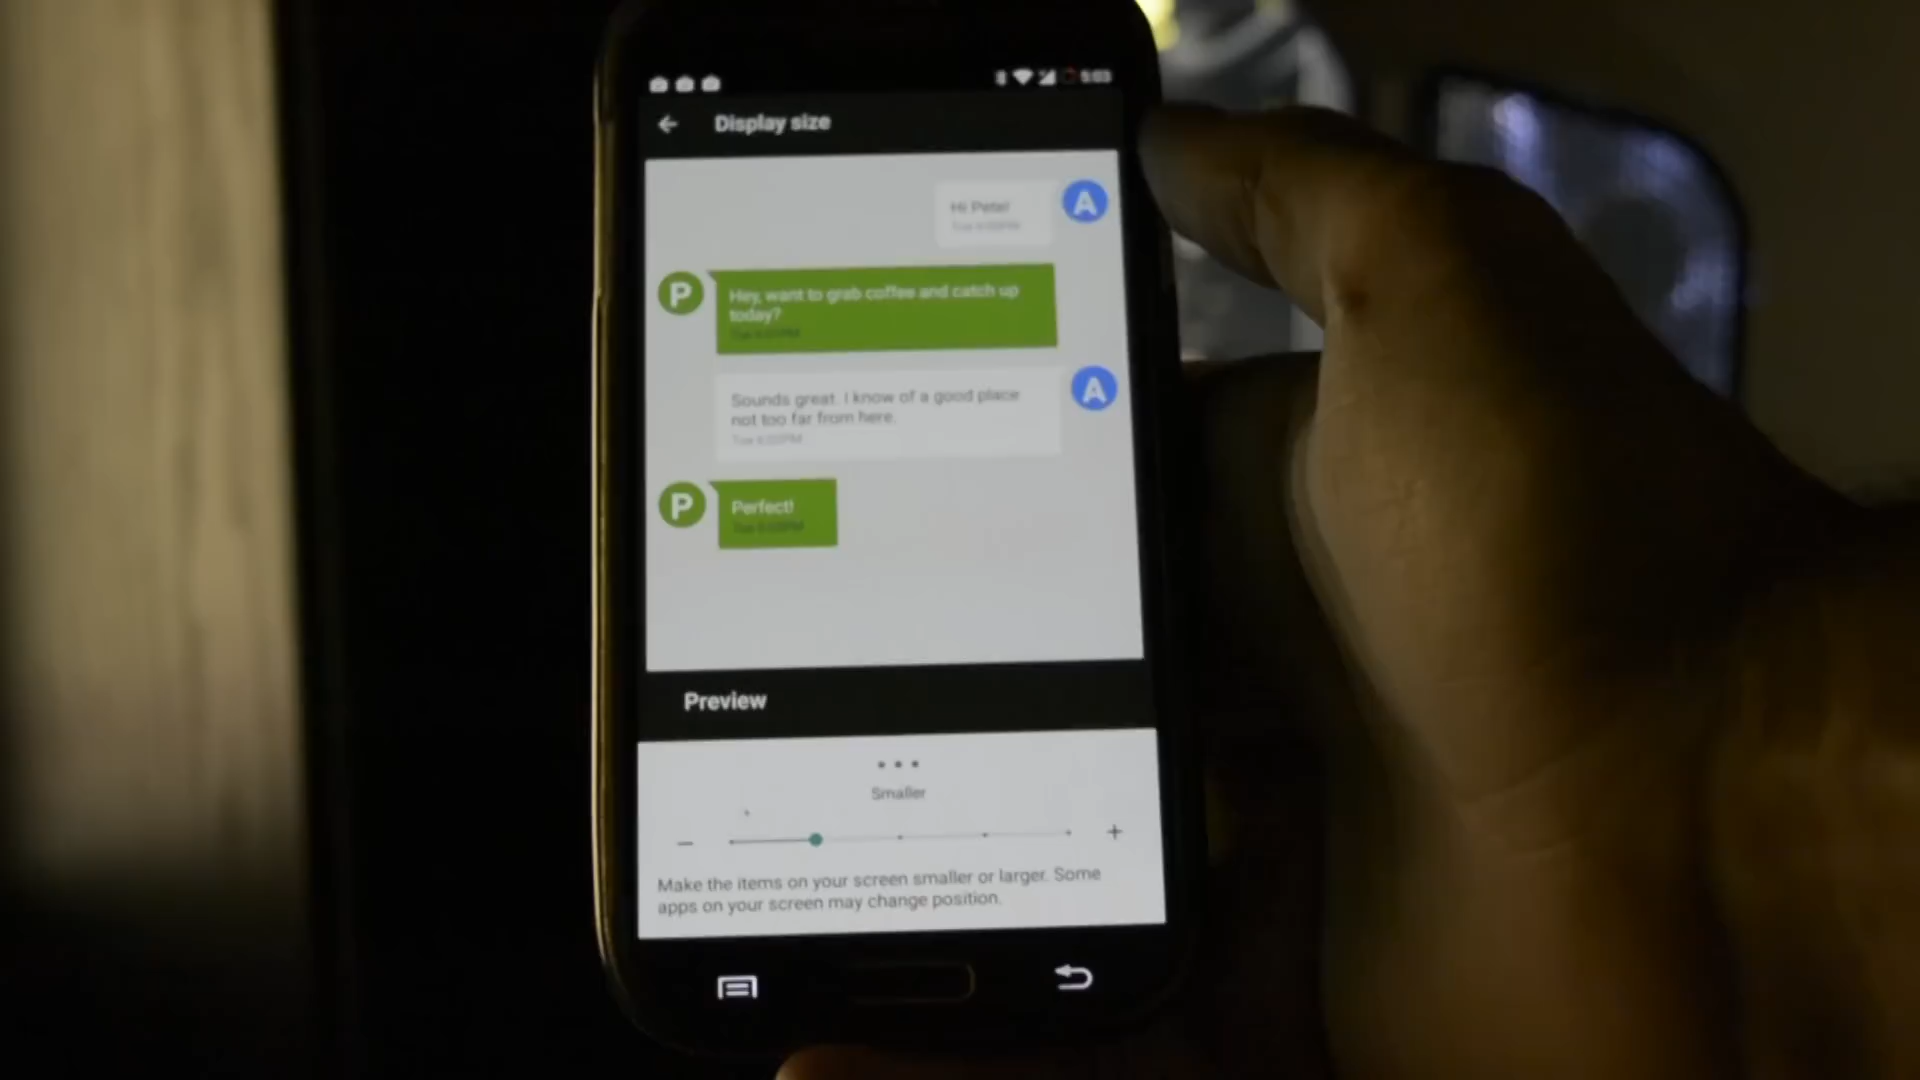 5:03
Display size
Hi Pete!
A
P
Hey, want to grab coffee and catch up
today?
Sounds great. I know of a good place
not too far from here.
A
P
Perfect!
Preview
Smaller
Make the items on your screen smaller or larger. Some
apps on your screen may change position.